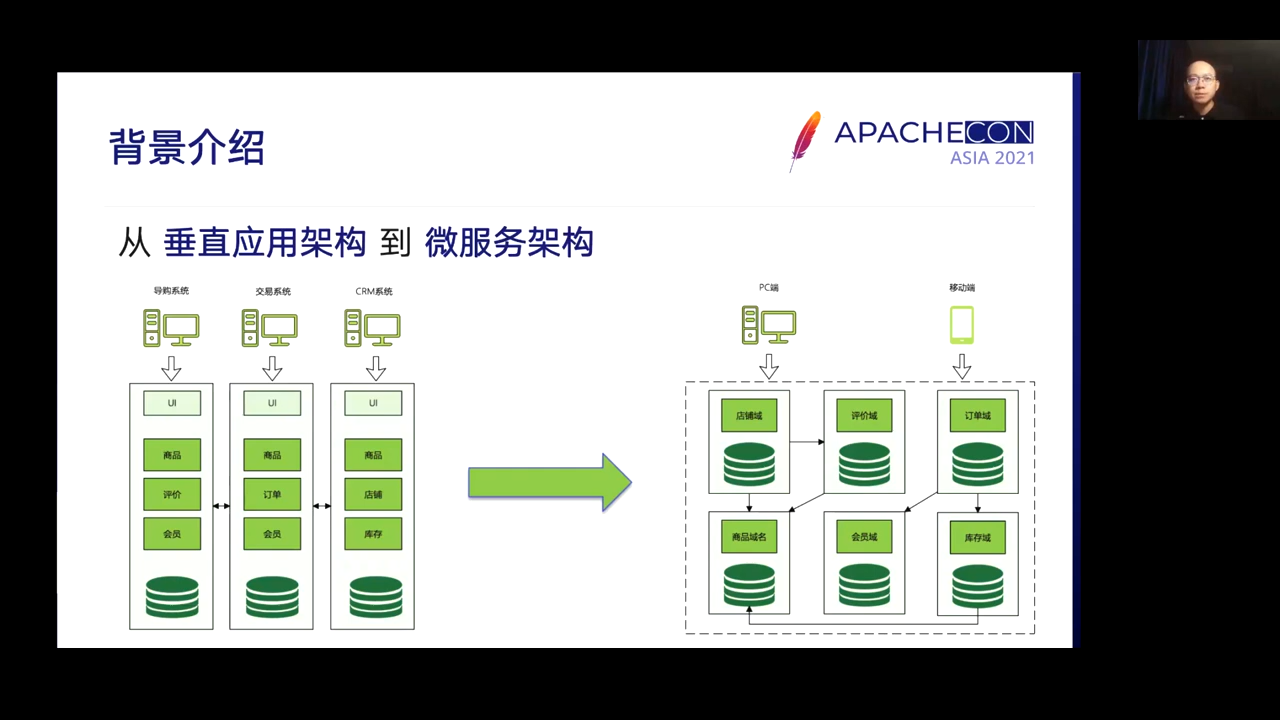 背景介绍
APACHECON
ASIA 2021
从 垂直应用架构 到 微服务架构
导购系统
交易系统
CRM系统
UI
UI
UI
商品
商品
商品
评价
订单
店铺
会员
会员
库存
PC端
移动端
店铺域
评价域
订单域
商品域名
会员域
库存域